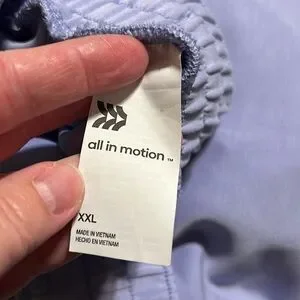 all in motion ™
XXL
MADE IN VIETNAM
HECHO EN VIETNAM